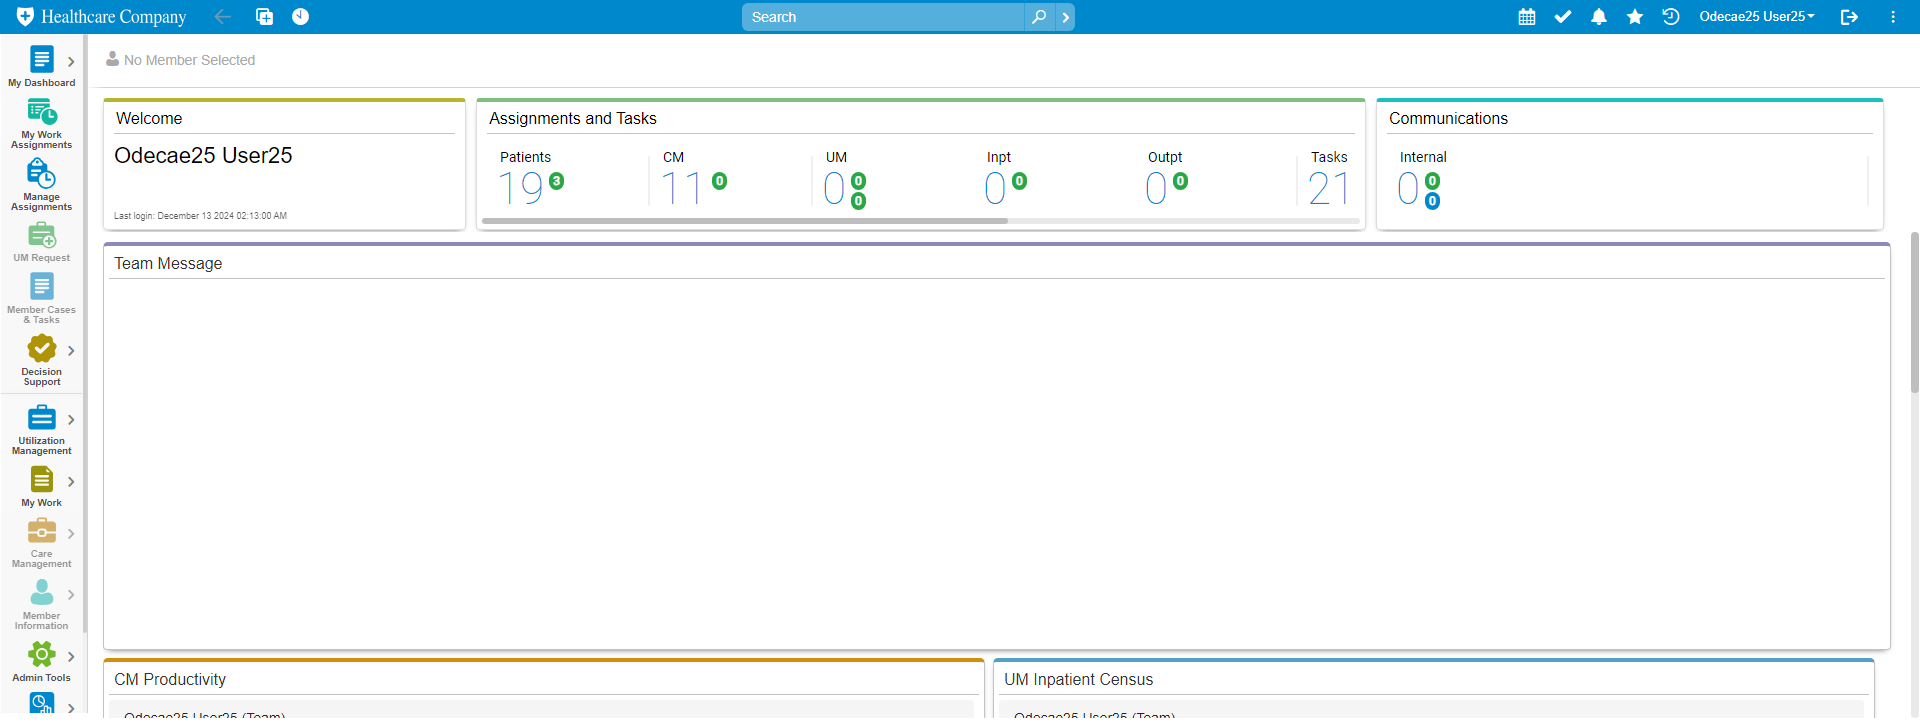 Healthcare Company
Search
Odecae25 User25
No Member Selected
My Dashboard
My Work
Assignments
Manage
Assignments
UM Request
Member Cases
& Tasks
Decision
Support
Utilization
Management
My Work
Care
Management
Member
Information
Admin Tools
Welcome
Odecae25 User25
Last login: December 13 2024 02:13:00 AM
Assignments and Tasks
Patients
19 3
CM
11 0
UM
0 0
0
Inpt
0 0
Outpt
0 0
Tasks
21
Communications
Internal
0 0
0
Team Message
CM Productivity
Odecae25 User25 (Team)
UM Inpatient Census
Odecae25 User25 (Team)